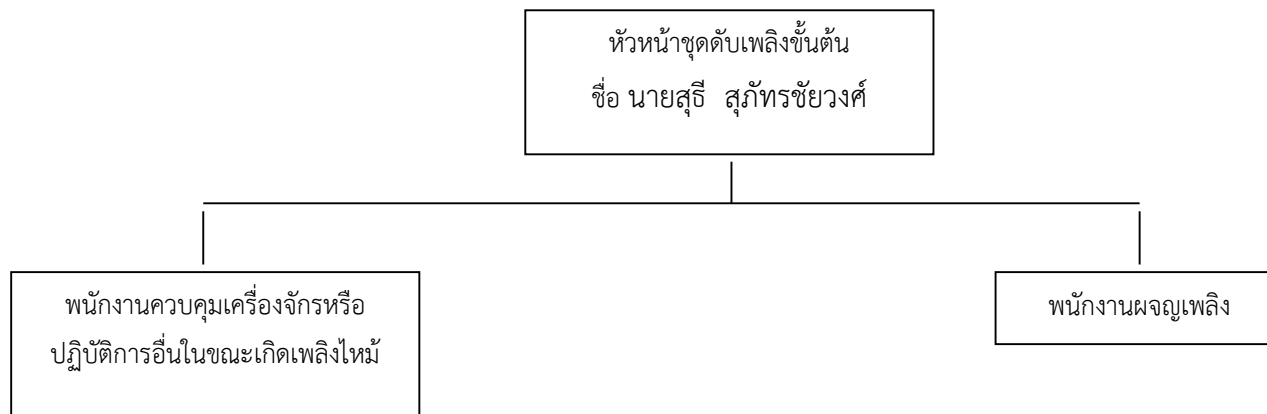 หัวหน้าชุดดับเพลิงขั้นต้น
ชื่อ นายสุธี สุภัทรชัยวงศ์
พนักงานควบคุมเครื่องจักรหรือ
ปฏิบัติการอื่นในขณะเกิดเพลิงไหม้
พนักงานผจญเพลิง